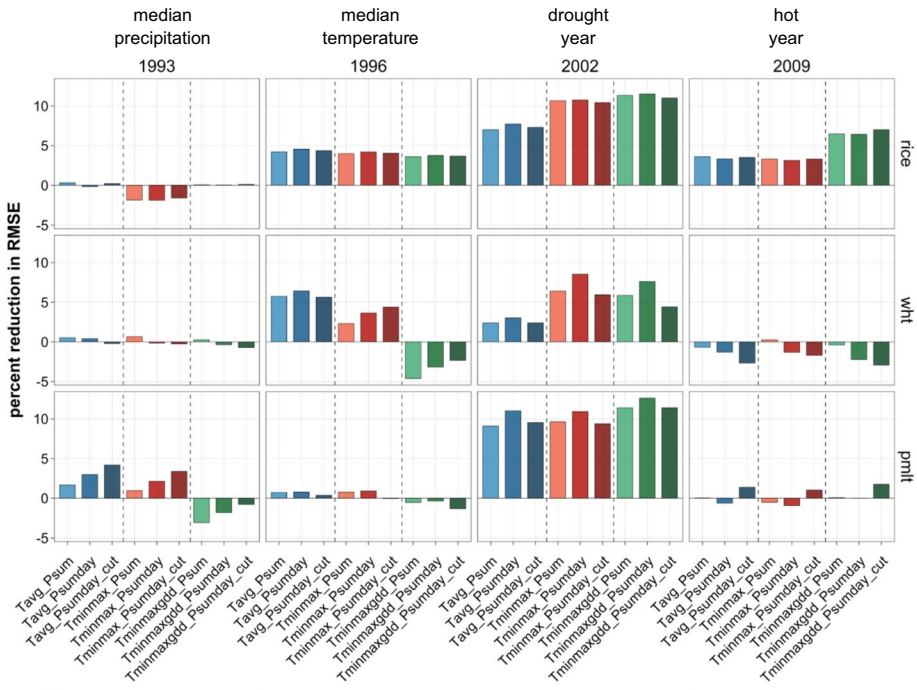 median median drought hot
precipitation temperature year year
1993 1996 2002 2009
percent reduction in RMSE
10
5
0
-5
rice
10
5
0
-5
wht
10
5
0
-5
pmlt
Tavg_Psum
Tavg_Psumday
Tavg_Psumday_cut
Tminmax_Psum
Tminmax_Psumday
Tminmax_Psumday_cut
Tminmaxgdd_Psum
Tminmaxgdd_Psumday
Tminmaxgdd_Psumday_cut
Tavg_Psum
Tavg_Psumday
Tavg_Psumday_cut
Tminmax_Psum
Tminmax_Psumday
Tminmax_Psumday_cut
Tminmaxgdd_Psum
Tminmaxgdd_Psumday
Tminmaxgdd_Psumday_cut
Tavg_Psum
Tavg_Psumday
Tavg_Psumday_cut
Tminmax_Psum
Tminmax_Psumday
Tminmax_Psumday_cut
Tminmaxgdd_Psum
Tminmaxgdd_Psumday
Tminmaxgdd_Psumday_cut
Tavg_Psum
Tavg_Psumday
Tavg_Psumday_cut
Tminmax_Psum
Tminmax_Psumday
Tminmax_Psumday_cut
Tminmaxgdd_Psum
Tminmaxgdd_Psumday
Tminmaxgdd_Psumday_cut